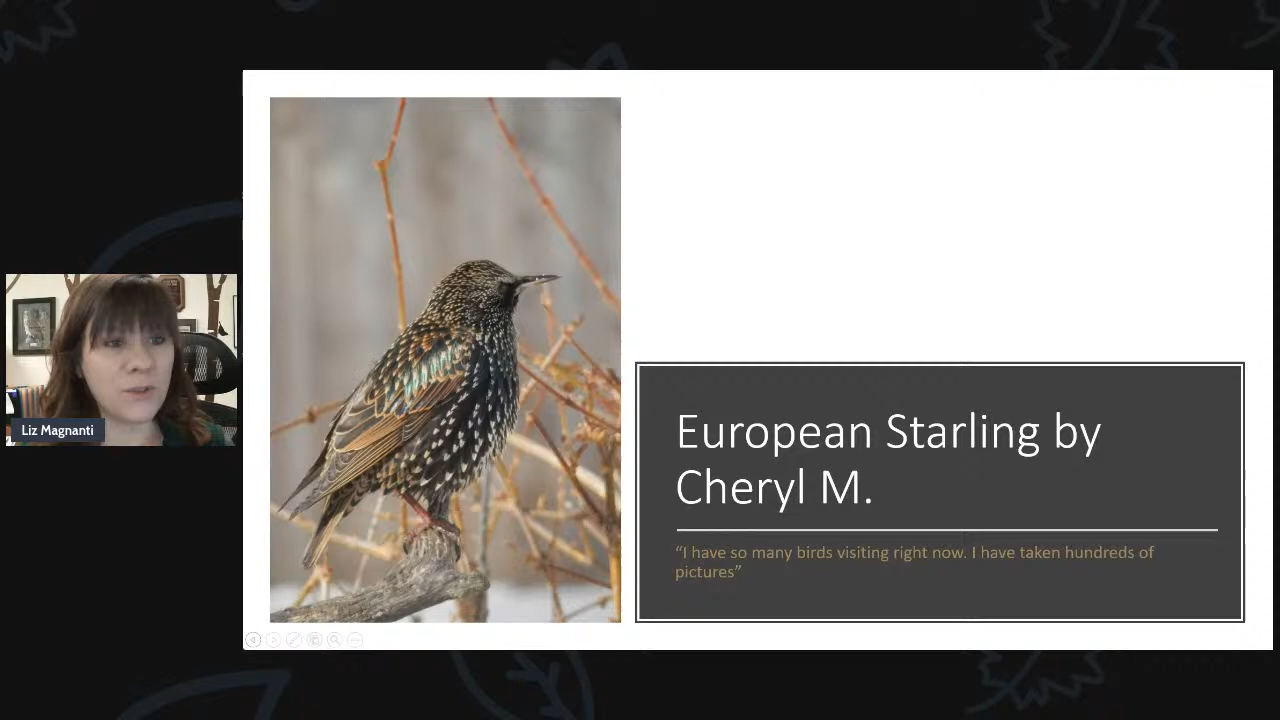 Liz Magnanti
European Starling by
Cheryl M.
“I have so many birds visiting right now. I have taken hundreds of
pictures”